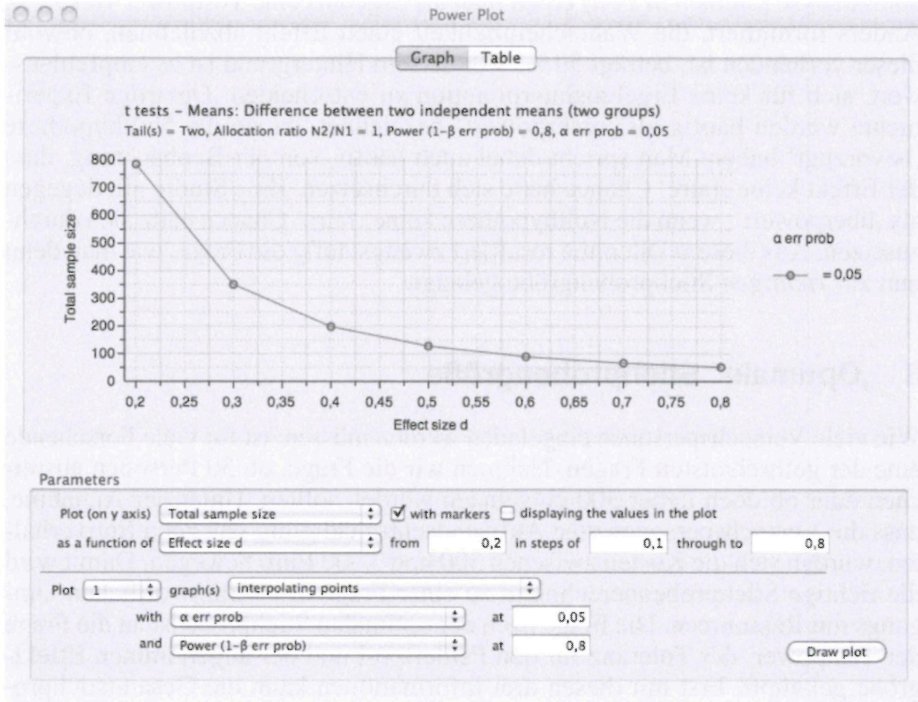 Power Plot
Graph Table
t tests – Means: Difference between two independent means (two groups)
Tail(s) = Two, Allocation ratio N2/N1 = 1, Power (1–β err prob) = 0,8, α err prob = 0,05
800
700
600
500
400
300
200
100
0
Total sample size
0,2 0,25 0,3 0,35 0,4 0,45 0,5 0,55 0,6 0,65 0,7 0,75 0,8
Effect size d
α err prob
= 0,05
Parameters
Plot (on y axis) Total sample size with markers displaying the values in the plot
as a function of Effect size d from 0,2 in steps of 0,1 through to 0,8
Plot 1 graph(s) interpolating points
with α err prob at 0,05
and Power (1–β err prob) at 0,8
Draw plot